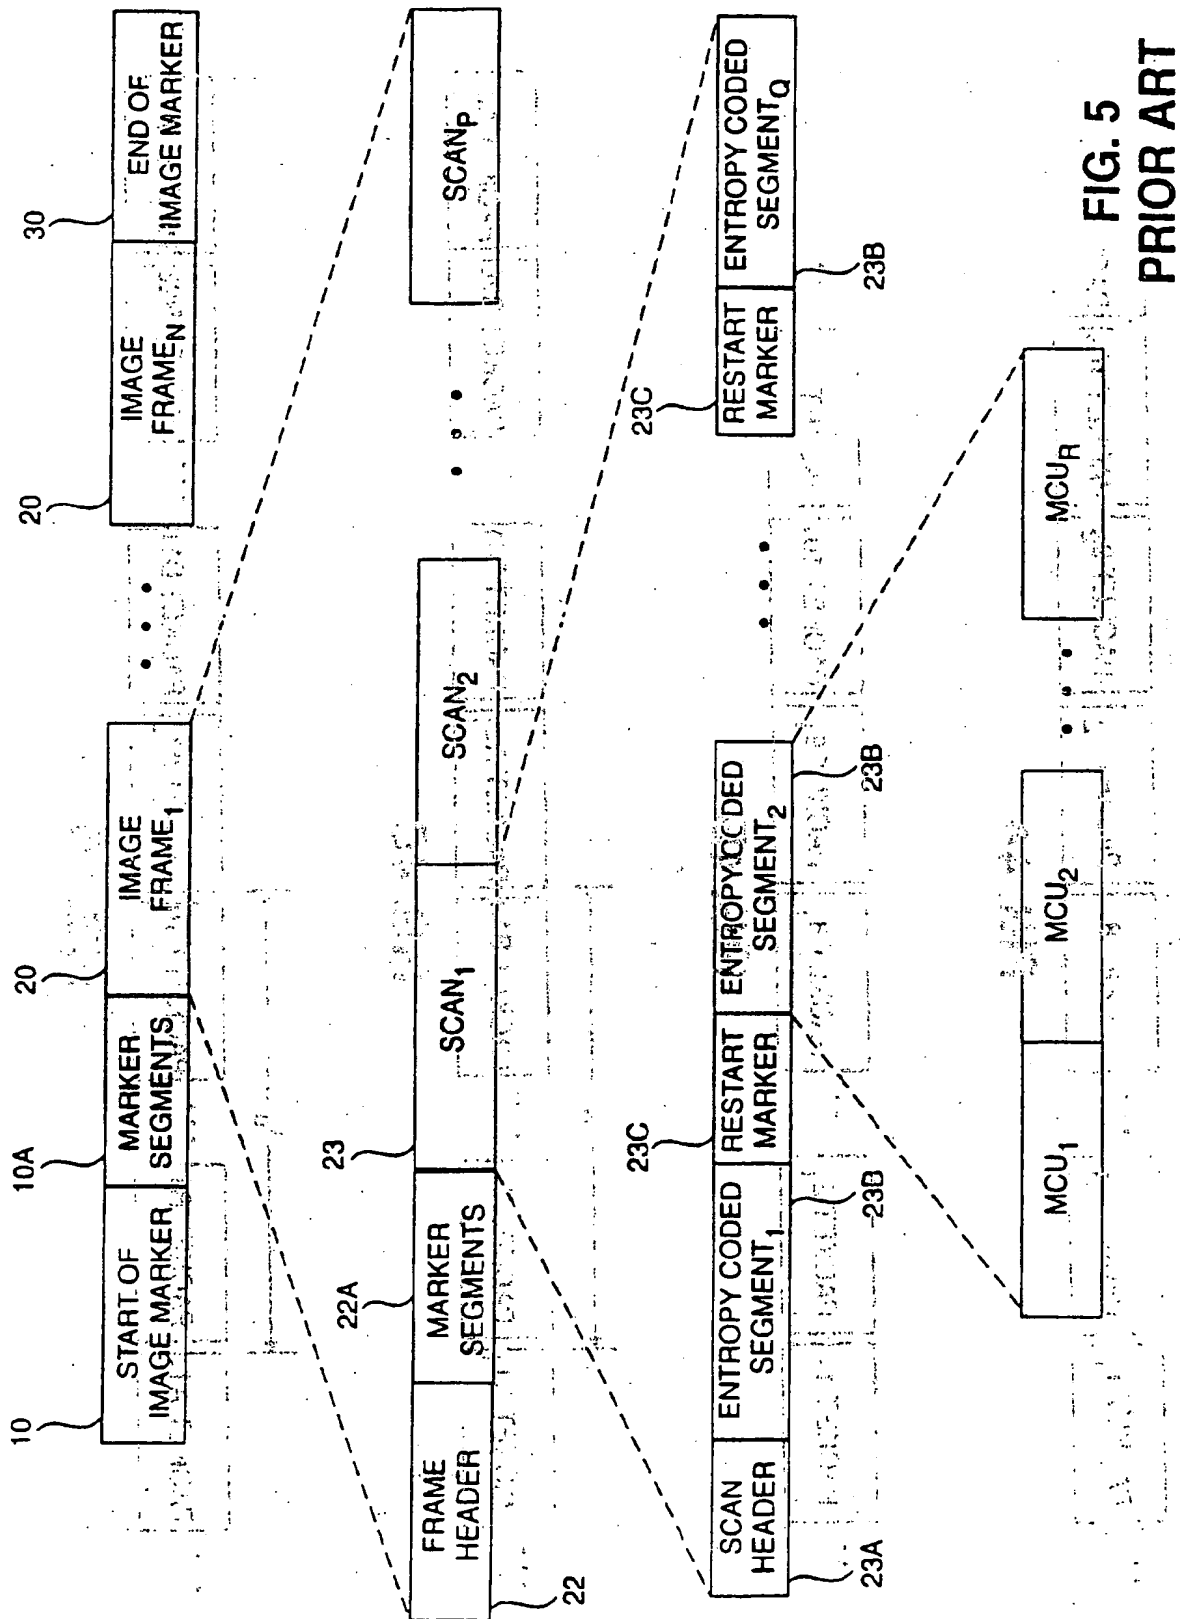 10
START OF
IMAGE MARKER
10A
MARKER
SEGMENTS
20
IMAGE
FRAME1
• • •
20
IMAGE
FRAMEN
30
END OF
IMAGE MARKER
22
FRAME
HEADER
22A
MARKER
SEGMENTS
23
SCAN1
SCAN2
• • •
SCANP
23A
SCAN
HEADER
ENTROPY CODED
SEGMENT1
23B
23C
RESTART
MARKER
ENTROPY CODED
SEGMENT2
23B
• • •
23C
RESTART
MARKER
ENTROPY CODED
SEGMENTQ
23B
MCU1
MCU2
• • •
MCUR
FIG. 5
PRIOR ART